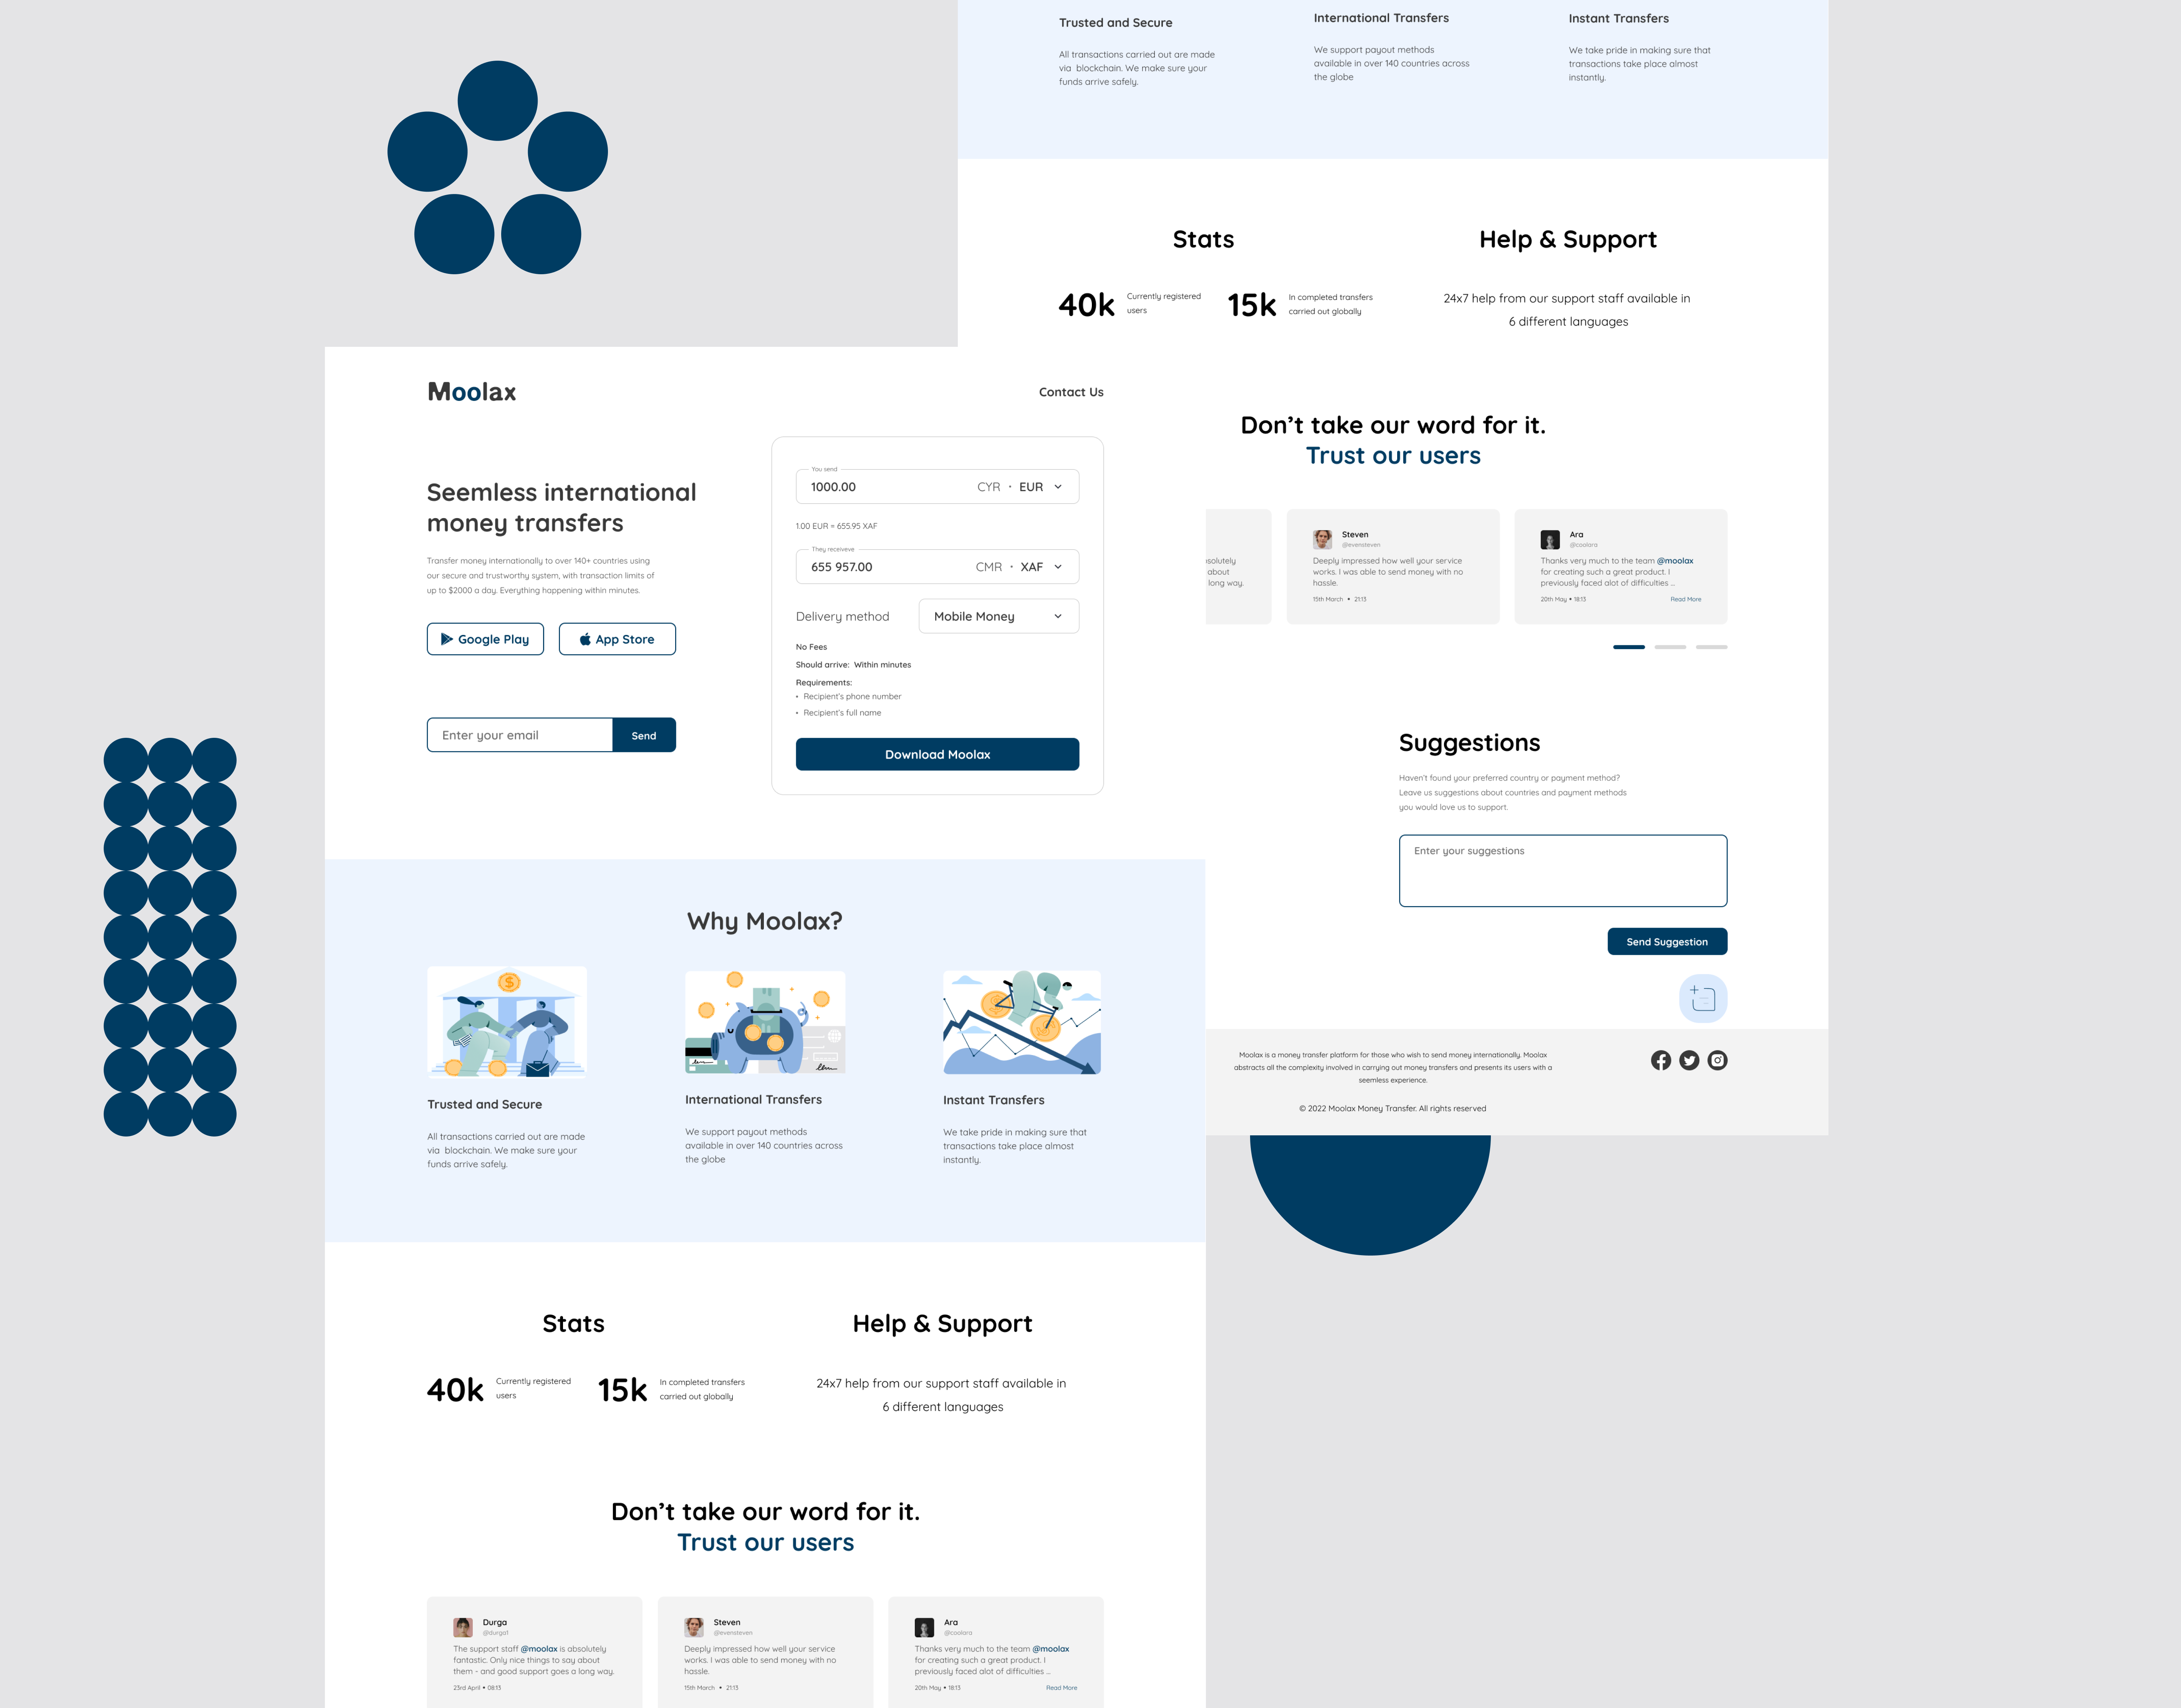 Trusted and Secure
All transactions carried out are made
via blockchain. We make sure your
funds arrive safely.
International Transfers
We support payout methods
available in over 140 countries across
the globe
Instant Transfers
We take pride in making sure that
transactions take place almost
instantly.
Stats
40k
Currently registered
users
15k
In completed transfers
carried out globally
Help & Support
24x7 help from our support staff available in
6 different languages
Don't take our word for it.
Trust our users
solutely
about
long way.
Steven
@evensteven
Deeply impressed how well your service
works. I was able to send money with no
hassle.
15th March • 21:13
Ara
@coolara
Thanks very much to the team @moolax
for creating such a great product. I
previously faced alot of difficulties ...
20th May • 18:13
Read More
Suggestions
Haven't found your preferred country or payment method?
Leave us suggestions about countries and payment methods
you would love us to support.
Enter your suggestions
Send Suggestion
Moolax is a money transfer platform for those who wish to send money internationally. Moolax
abstracts all the complexity involved in carrying out money transfers and presents its users with a
seemless experience.
© 2022 Moolax Money Transfer. All rights reserved
Moolax
Contact Us
Seemless international
money transfers
Transfer money internationally to over 140+ countries using
our secure and trustworthy system, with transaction limits of
up to $2000 a day. Everything happening within minutes.
Google Play
App Store
Enter your email
Send
You send
1000.00
CYR • EUR
1.00 EUR = 655.95 XAF
They receiveve
655 957.00
CMR • XAF
Delivery method
Mobile Money
No Fees
Should arrive: Within minutes
Requirements:
• Recipient's phone number
• Recipient's full name
Download Moolax
Why Moolax?
$
Trusted and Secure
All transactions carried out are made
via blockchain. We make sure your
funds arrive safely.
International Transfers
We support payout methods
available in over 140 countries across
the globe
Instant Transfers
We take pride in making sure that
transactions take place almost
instantly.
Stats
40k
Currently registered
users
15k
In completed transfers
carried out globally
Help & Support
24x7 help from our support staff available in
6 different languages
Don't take our word for it.
Trust our users
Durga
@durga1
The support staff @moolax is absolutely
fantastic. Only nice things to say about
them - and good support goes a long way.
23rd April • 08:13
Steven
@evensteven
Deeply impressed how well your service
works. I was able to send money with no
hassle.
15th March • 21:13
Ara
@coolara
Thanks very much to the team @moolax
for creating such a great product. I
previously faced alot of difficulties ...
20th May • 18:13
Read More